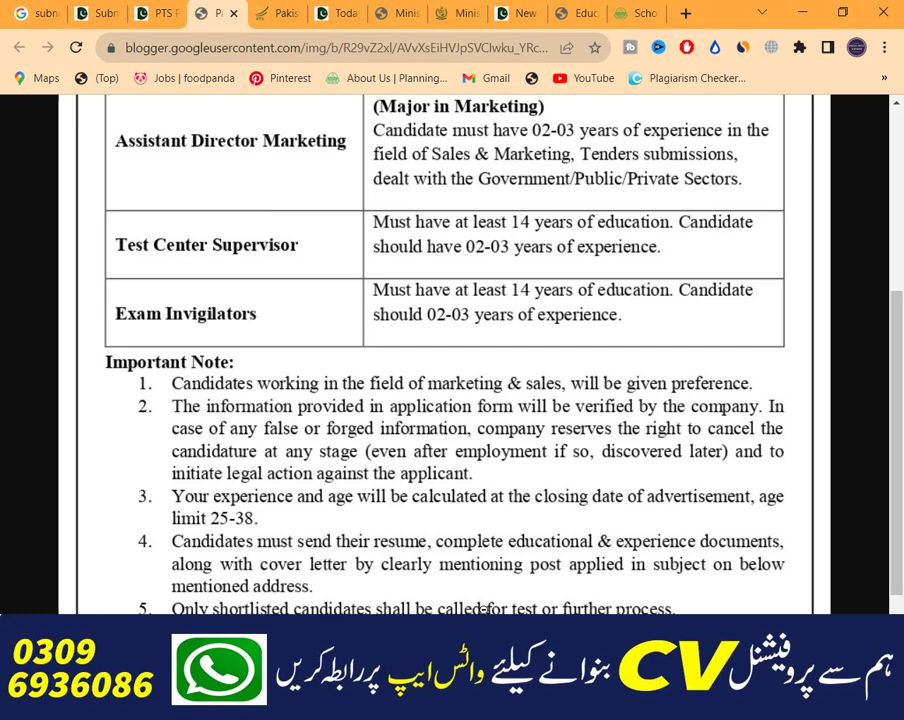 subn
Subn
PTS P
Pa
Pakis
Toda
Minis
Minis
New
Educ
Scho
blogger.googleusercontent.com/img/b/R29vZ2xl/AVvXsEiHVJpSVClwku_YRc...
Maps
(Top)
Jobs | foodpanda
Pinterest
About Us | Planning...
Gmail
YouTube
Plagiarism Checker...
»
(Major in Marketing)
Assistant Director Marketing
Candidate must have 02-03 years of experience in the
field of Sales & Marketing, Tenders submissions,
dealt with the Government/Public/Private Sectors.
Test Center Supervisor
Must have at least 14 years of education. Candidate
should have 02-03 years of experience.
Exam Invigilators
Must have at least 14 years of education. Candidate
should 02-03 years of experience.
Important Note:
1. Candidates working in the field of marketing & sales, will be given preference.
2. The information provided in application form will be verified by the company. In
case of any false or forged information, company reserves the right to cancel the
candidature at any stage (even after employment if so, discovered later) and to
initiate legal action against the applicant.
3. Your experience and age will be calculated at the closing date of advertisement, age
limit 25-38.
4. Candidates must send their resume, complete educational & experience documents,
along with cover letter by clearly mentioning post applied in subject on below
mentioned address.
5. Only shortlisted candidates shall be called for test or further process.
0309
6936086
ہم سے پروفیشنل CV بنوانے کیلئے واٹس ایپ پر رابطہ کریں